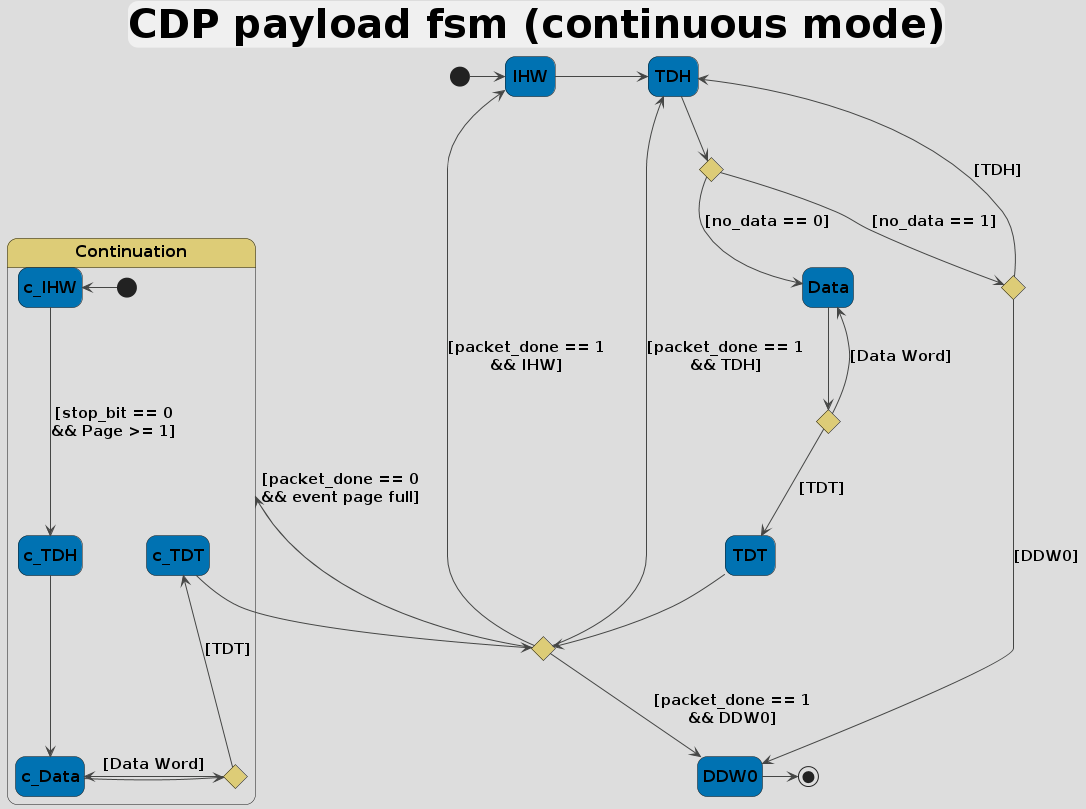 CDP payload fsm (continuous mode)
IHW
TDH
[TDH]
[no_data == 0]
[no_data == 1]
Continuation
c_IHW
Data
[packet_done == 1
&& IHW]
[packet_done == 1
&& TDH]
[Data Word]
[stop_bit == 0
&& Page >= 1]
[packet_done == 0
&& event page full]
[TDT]
c_TDH
c_TDT
TDT
[DDW0]
[TDT]
[packet_done == 1
&& DDW0]
[Data Word]
c_Data
DDW0